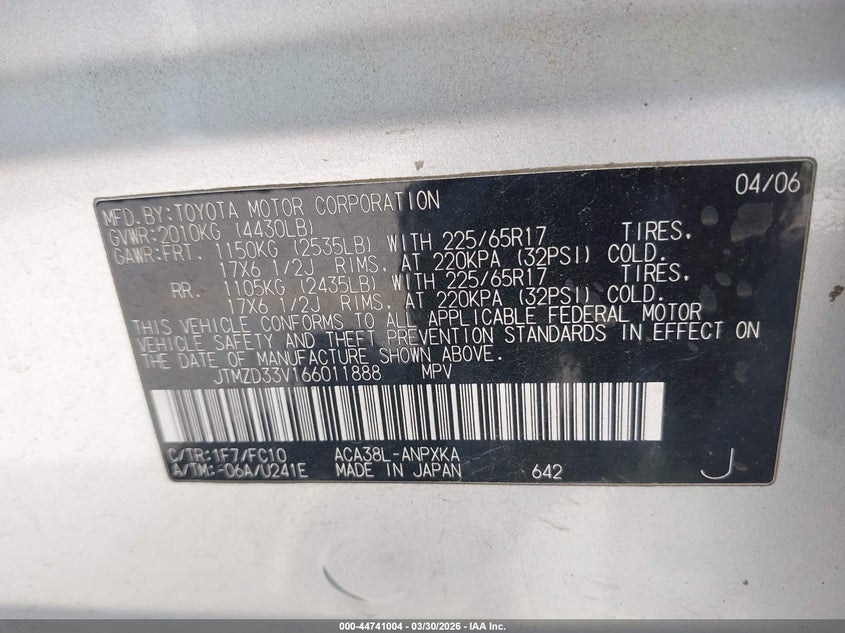 04/06
MFD. BY:TOYOTA MOTOR CORPORATION
GVWR:2010KG (4430LB)
GAWR:FRT. 1150KG (2535LB) WITH 225/65R17 TIRES,
17X6 1/2J RIMS, AT 220KPA (32PSI) COLD.
RR. 1105KG (2435LB) WITH 225/65R17 TIRES,
17X6 1/2J RIMS, AT 220KPA (32PSI) COLD.
THIS VEHICLE CONFORMS TO ALL APPLICABLE FEDERAL MOTOR
VEHICLE SAFETY AND THEFT PREVENTION STANDARDS IN EFFECT ON
THE DATE OF MANUFACTURE SHOWN ABOVE.
JTMZD33V166011888 MPV
C/TR:1F7/FC10 ACA38L-ANPXKA
A/TM:-06A/U241E MADE IN JAPAN 642 J
000-44741004 | 03/30/2026 - IAA Inc.